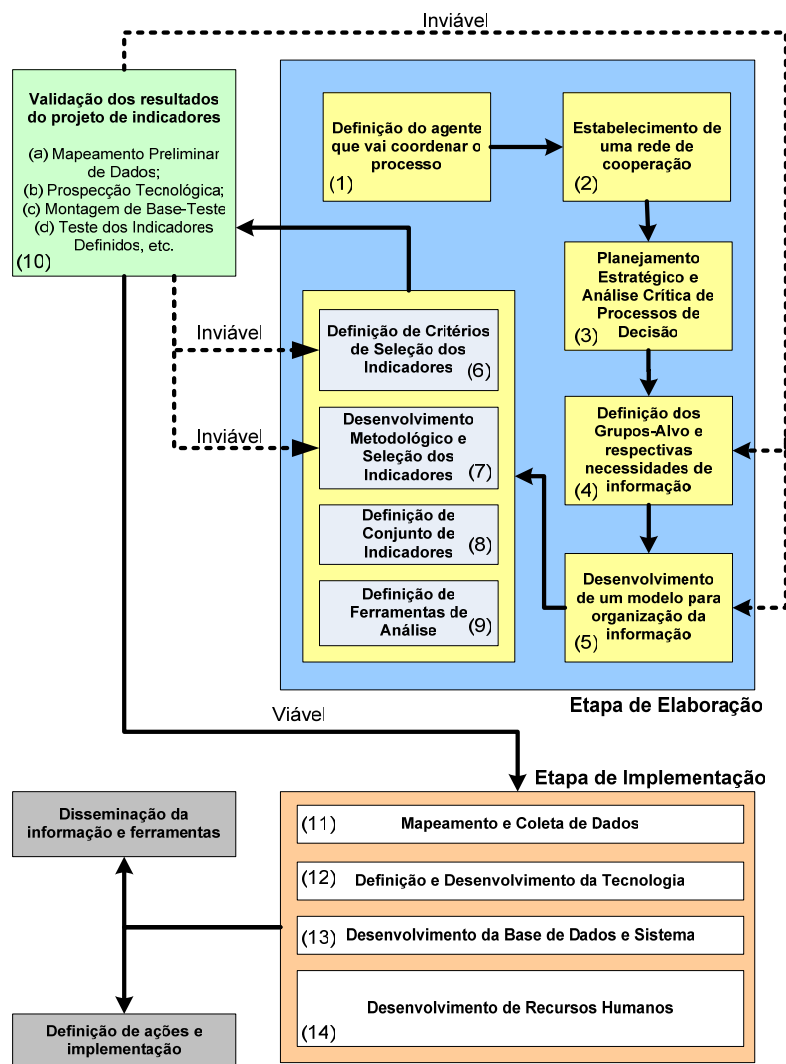 Inviável
Validação dos resultados
do projeto de indicadores
(a) Mapeamento Preliminar
de Dados;
(b) Prospecção Tecnológica;
(c) Montagem de Base-Teste
(d) Teste dos Indicadores
Definidos, etc.
(10)
Definição do agente
que vai coordenar o
processo
(1)
Estabelecimento de
uma rede de
cooperação
(2)
Planejamento
Estratégico e
Análise Crítica de
Processos de
Decisão
(3)
Definição dos
Grupos-Alvo e
respectivas
necessidades de
informação
(4)
Desenvolvimento
de um modelo para
organização da
informação
(5)
Inviável
Definição de Critérios
de Seleção dos
Indicadores
(6)
Inviável
Desenvolvimento
Metodológico e
Seleção dos
Indicadores
(7)
Definição de
Conjunto de
Indicadores
(8)
Definição de
Ferramentas de
Análise
(9)
Etapa de Elaboração
Viável
Etapa de Implementação
(11)
Mapeamento e Coleta de Dados
(12)
Definição e Desenvolvimento da Tecnologia
(13)
Desenvolvimento da Base de Dados e Sistema
Desenvolvimento de Recursos Humanos
(14)
Disseminação da
informação e ferramentas
Definição de ações e
implementação